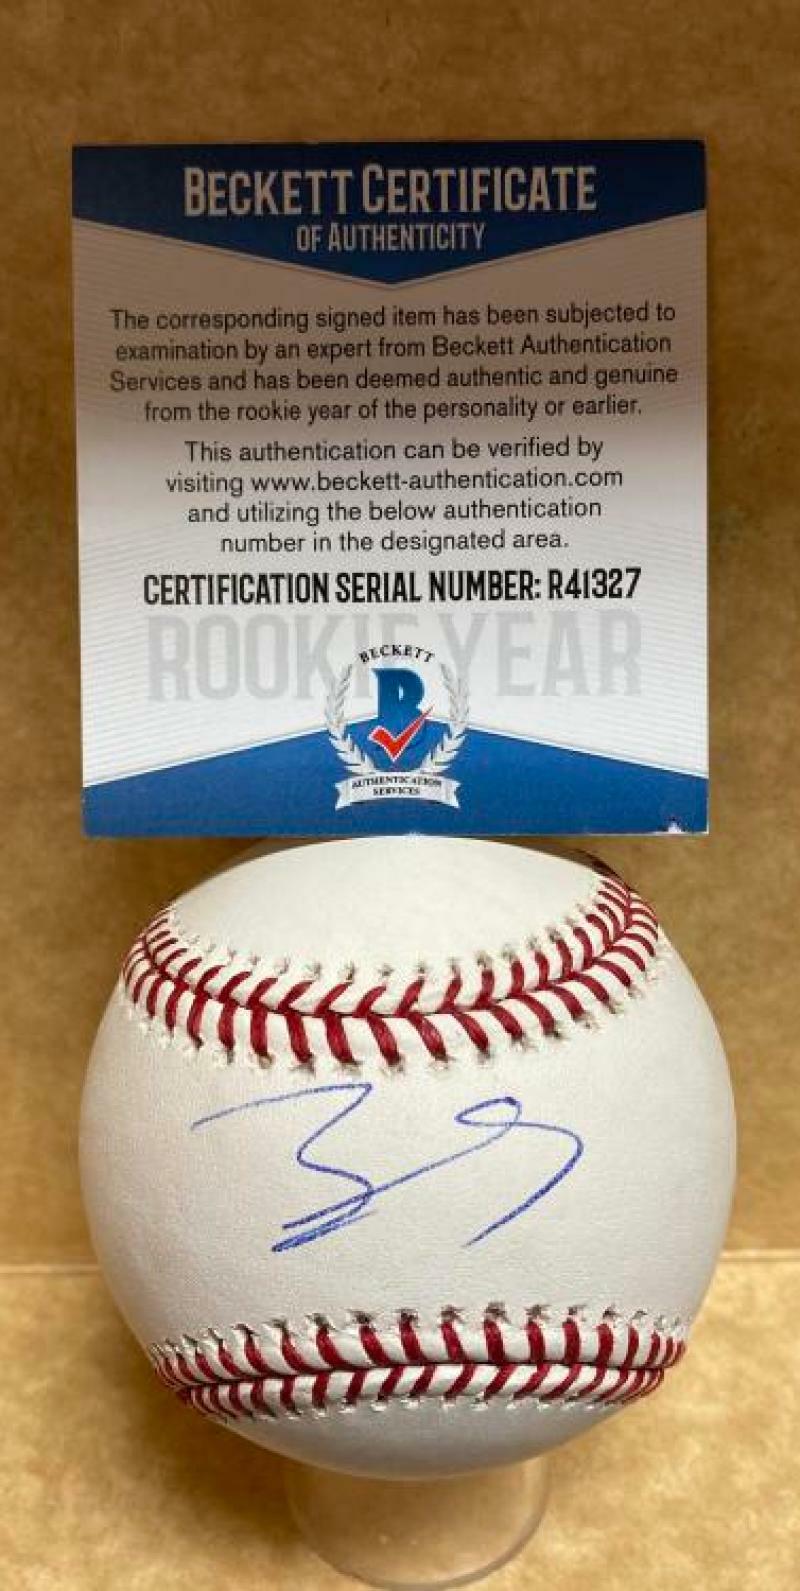 BECKETT CERTIFICATE
OF AUTHENTICITY
The corresponding signed item has been subjected to
examination by an expert from Beckett Authentication
Services and has been deemed authentic and genuine
from the rookie year of the personality or earlier.
This authentication can be verified by
visiting www.beckett-authentication.com
and utilizing the below authentication
number in the designated area.
CERTIFICATION SERIAL NUMBER: R41327
ROOKIE YEAR
BECKETT
B
AUTHENTICATION
SERVICES